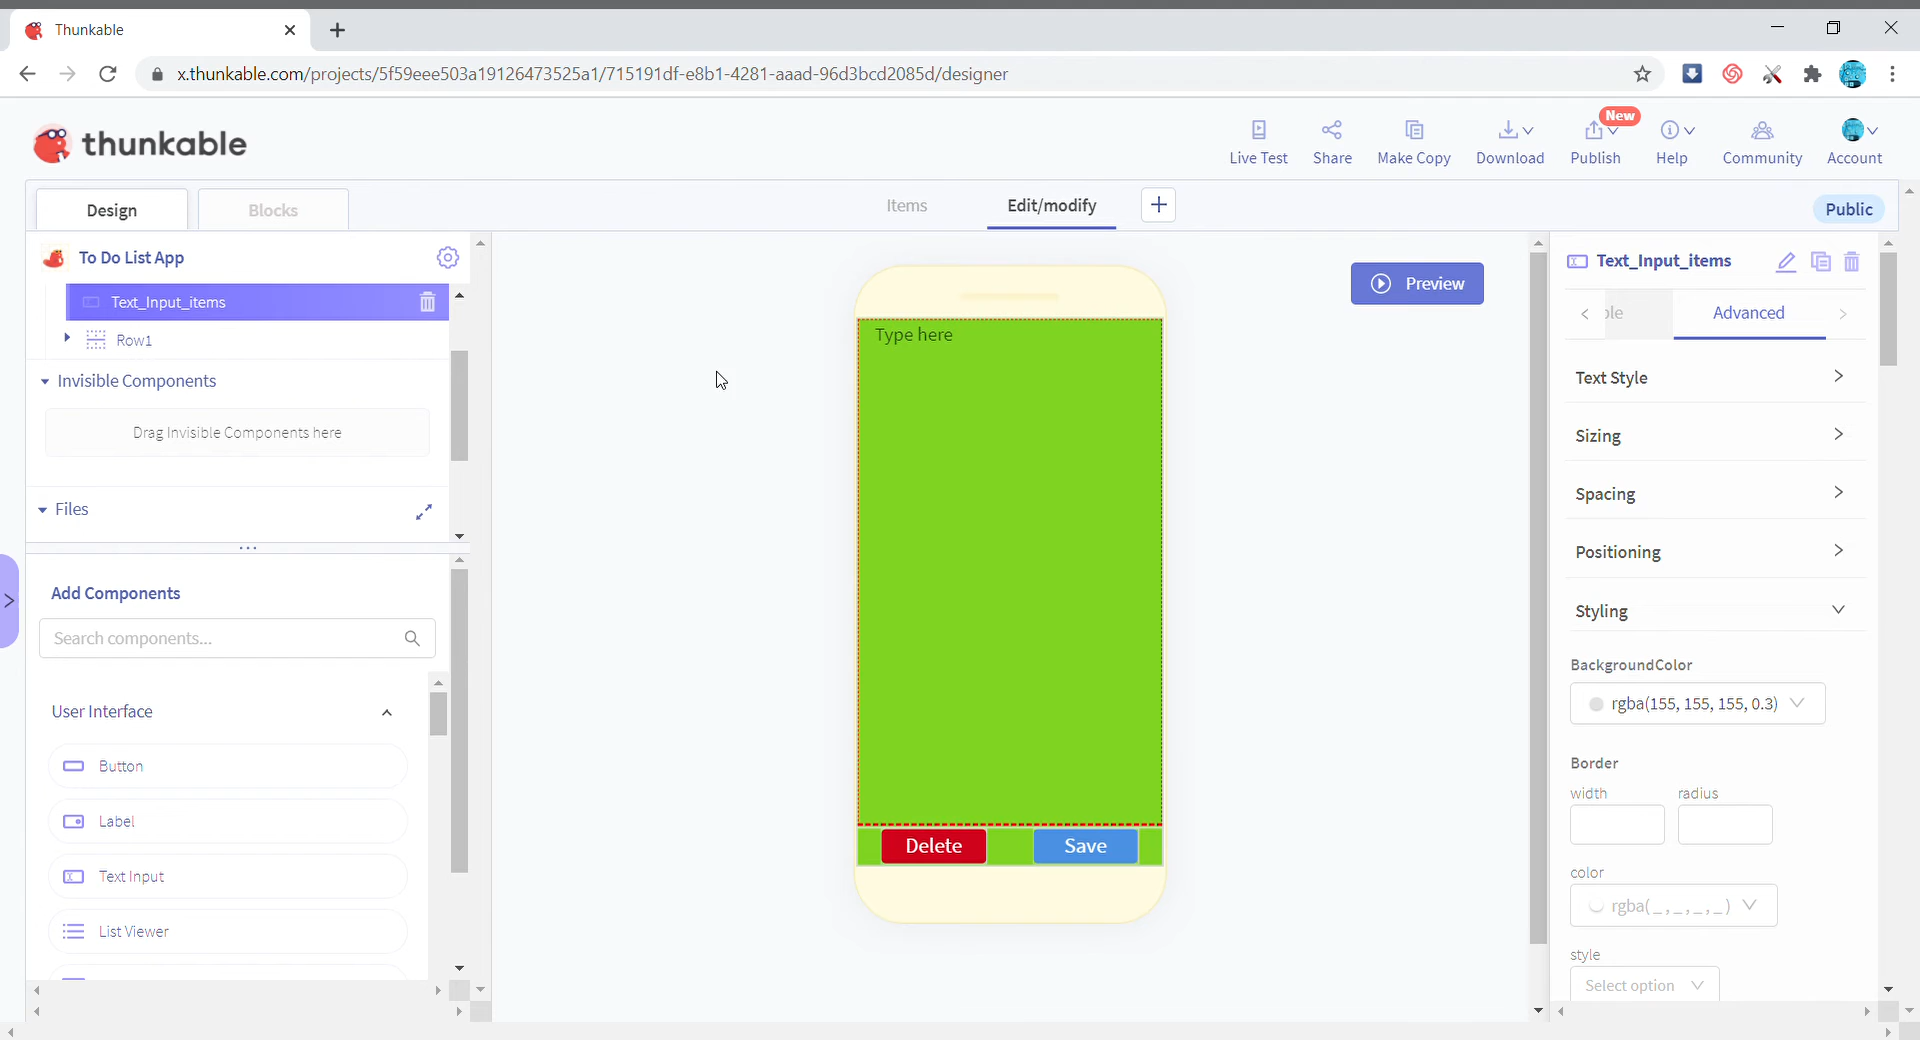 Thunkable
x.thunkable.com/projects/5f59eee503a19126473525a1/715191df-e8b1-4281-aaad-96d3bcd2085d/designer
thunkable
New
Live Test
Share
Make Copy
Download
Publish
Help
Community
Account
Design
Blocks
Items
Edit/modify
Public
To Do List App
Text_Input_items
Row1
Invisible Components
Drag Invisible Components here
Files
Add Components
Search components...
User Interface
Button
Label
Text Input
List Viewer
Preview
Type here
Delete
Save
Text_Input_items
ple
Advanced
Text Style
Sizing
Spacing
Positioning
Styling
BackgroundColor
rgba(155, 155, 155, 0.3)
Border
width
radius
color
rgba(_,_,_,_)
style
Select option